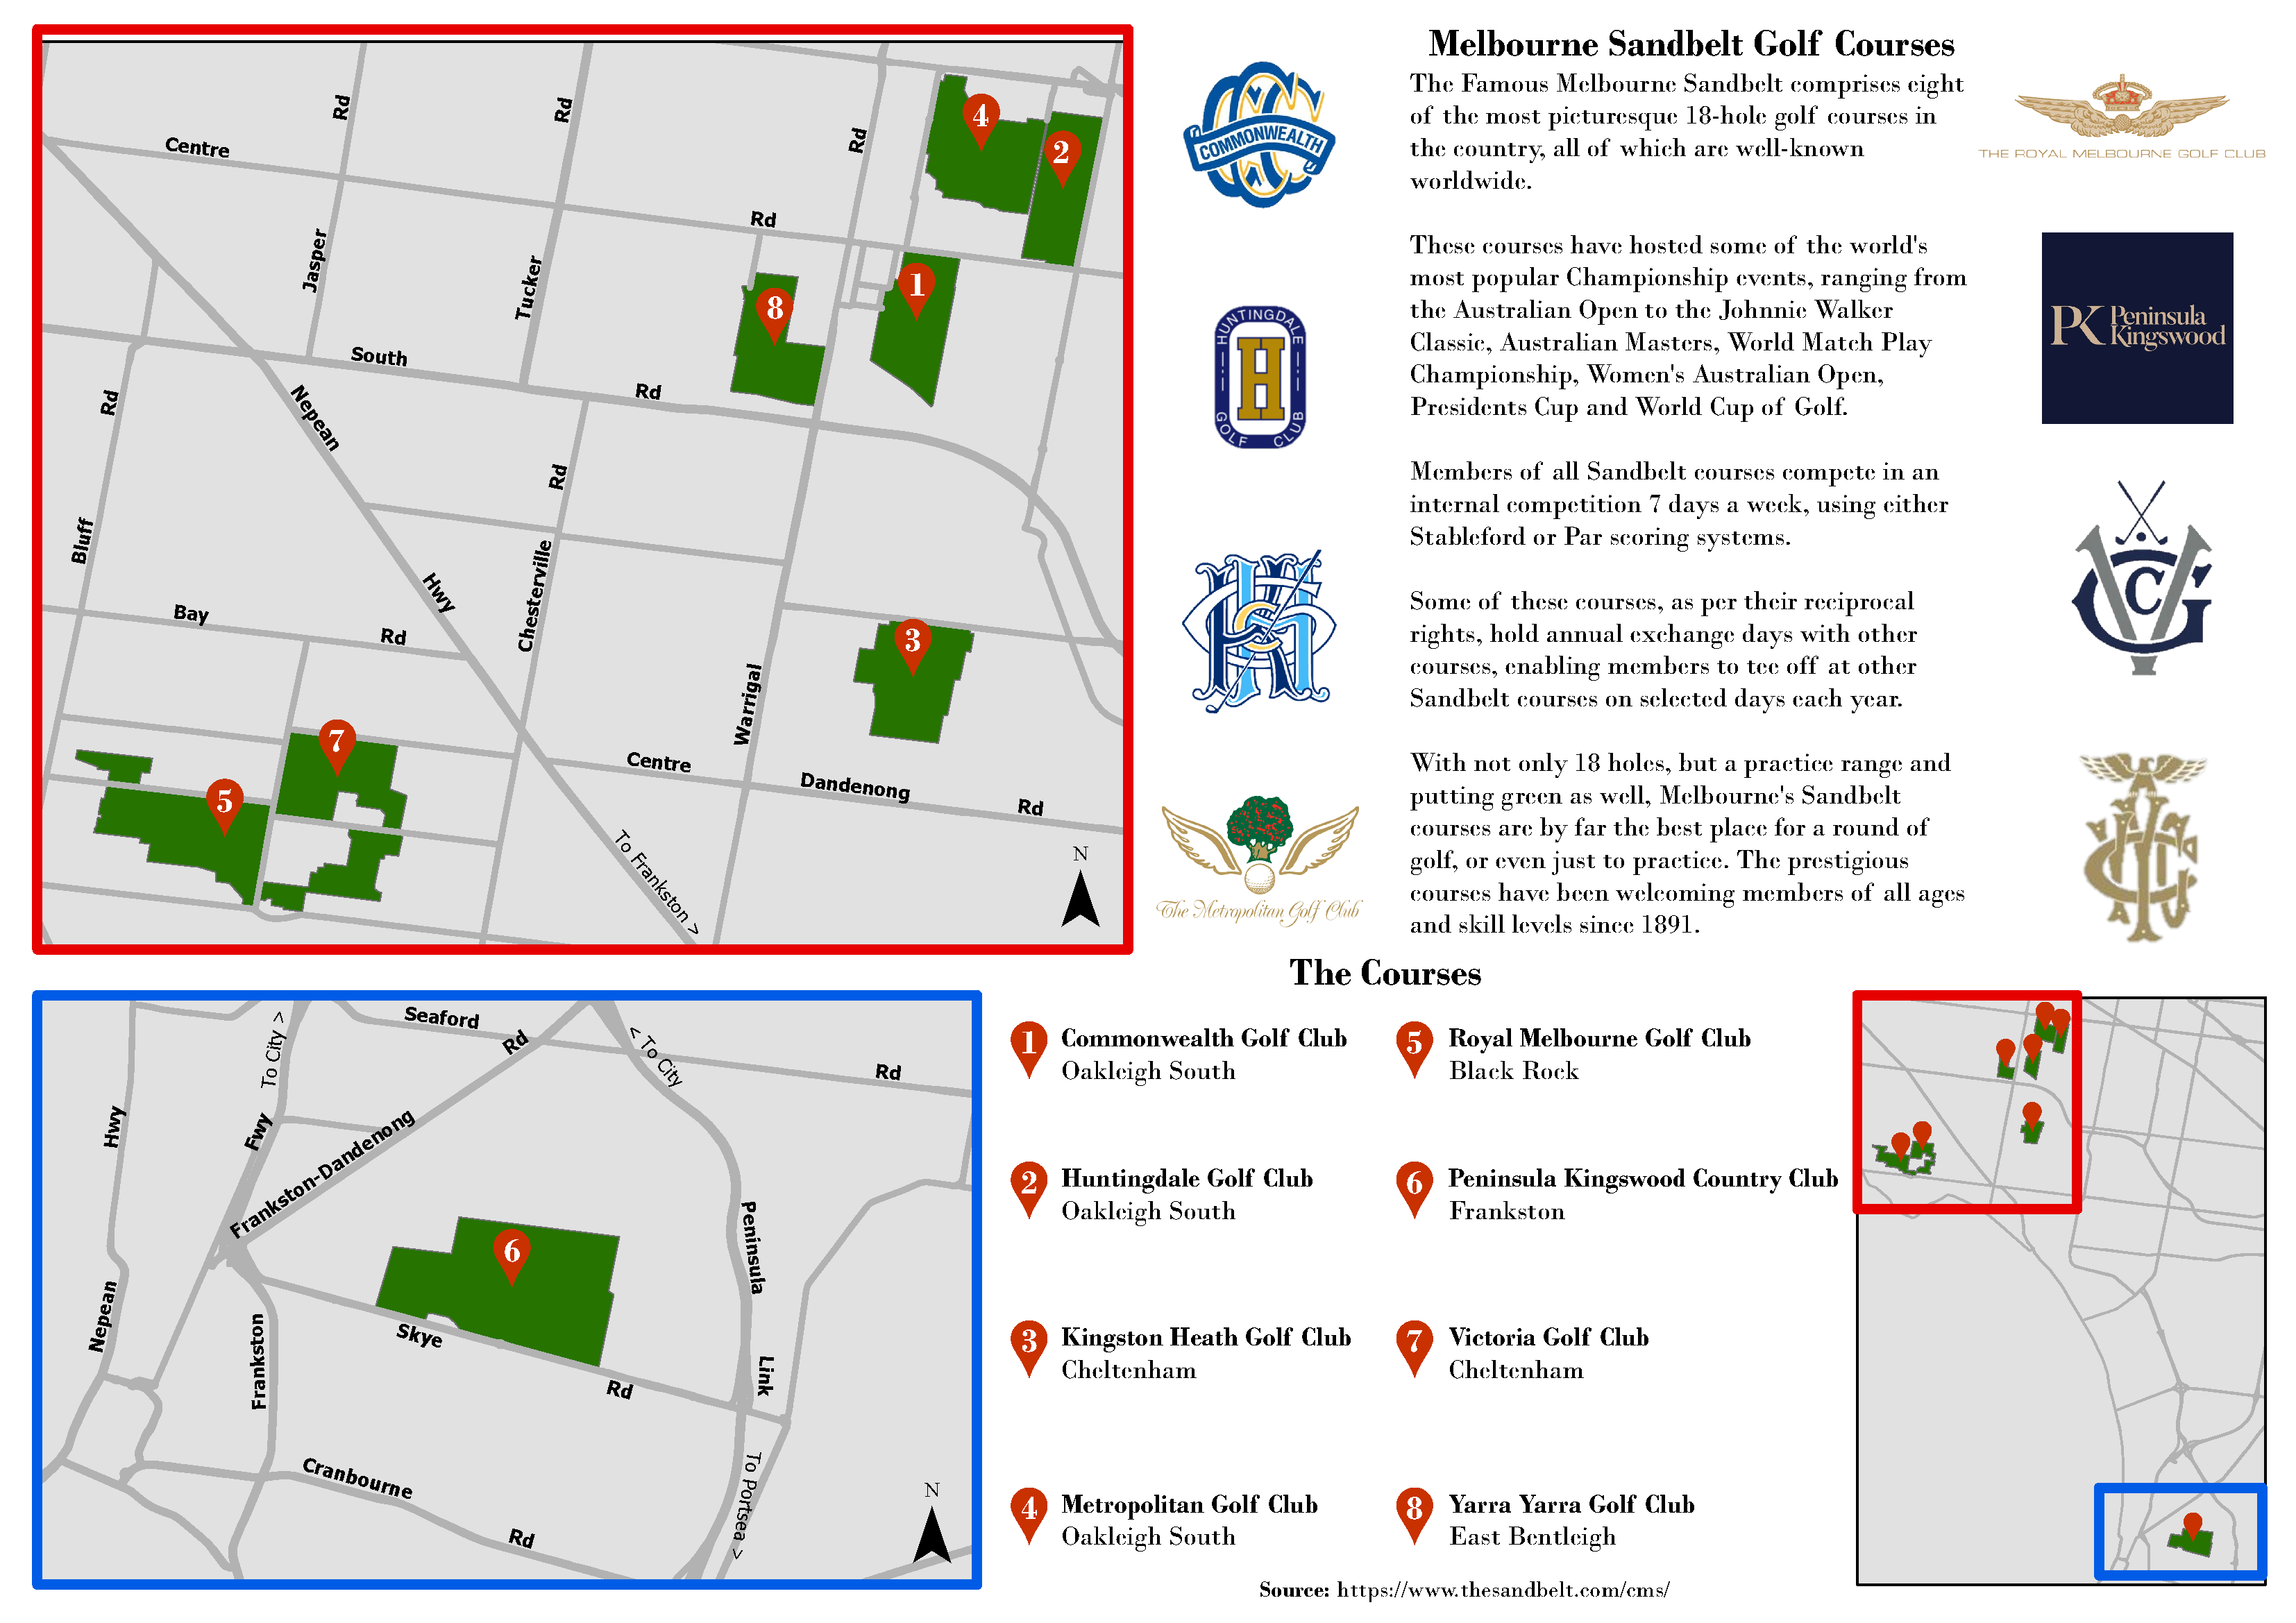 Melbourne Sandbelt Golf Courses
The Famous Melbourne Sandbelt comprises eight
of the most picturesque 18-hole golf courses in
the country, all of which are well-known
worldwide.
These courses have hosted some of the world's
most popular Championship events, ranging from
the Australian Open to the Johnnie Walker
Classic, Australian Masters, World Match Play
Championship, Women's Australian Open,
Presidents Cup and World Cup of Golf.
Members of all Sandbelt courses compete in an
internal competition 7 days a week, using either
Stableford or Par scoring systems.
Some of these courses, as per their reciprocal
rights, hold annual exchange days with other
courses, enabling members to tee off at other
Sandbelt courses on selected days each year.
With not only 18 holes, but a practice range and
putting green as well, Melbourne's Sandbelt
courses are by far the best place for a round of
golf, or even just to practice. The prestigious
courses have been welcoming members of all ages
and skill levels since 1891.
COMMONWEALTH
HUNTINGDALE
H
GOLF CLUB
The Metropolitan Golf Club
THE ROYAL MELBOURNE GOLF CLUB
PK Peninsula
Kingswood
VGC
Centre Rd
Jasper Rd
Tucker Rd
Rd
South Rd
Nepean Hwy
Bluff Rd
Chesterville Rd
Bay Rd
Warrigal
Centre Dandenong Rd
To Frankston >
N
4
2
1
8
3
7
5
Seaford Rd
To City >
< To City
Nepean Hwy
Frankston Fwy
Frankston-Dandenong Rd
Peninsula Link
6
Skye Rd
Cranbourne Rd
To Portsea >
N
The Courses
1 Commonwealth Golf Club
Oakleigh South
2 Huntingdale Golf Club
Oakleigh South
3 Kingston Heath Golf Club
Cheltenham
4 Metropolitan Golf Club
Oakleigh South
5 Royal Melbourne Golf Club
Black Rock
6 Peninsula Kingswood Country Club
Frankston
7 Victoria Golf Club
Cheltenham
8 Yarra Yarra Golf Club
East Bentleigh
Source: https://www.thesandbelt.com/cms/